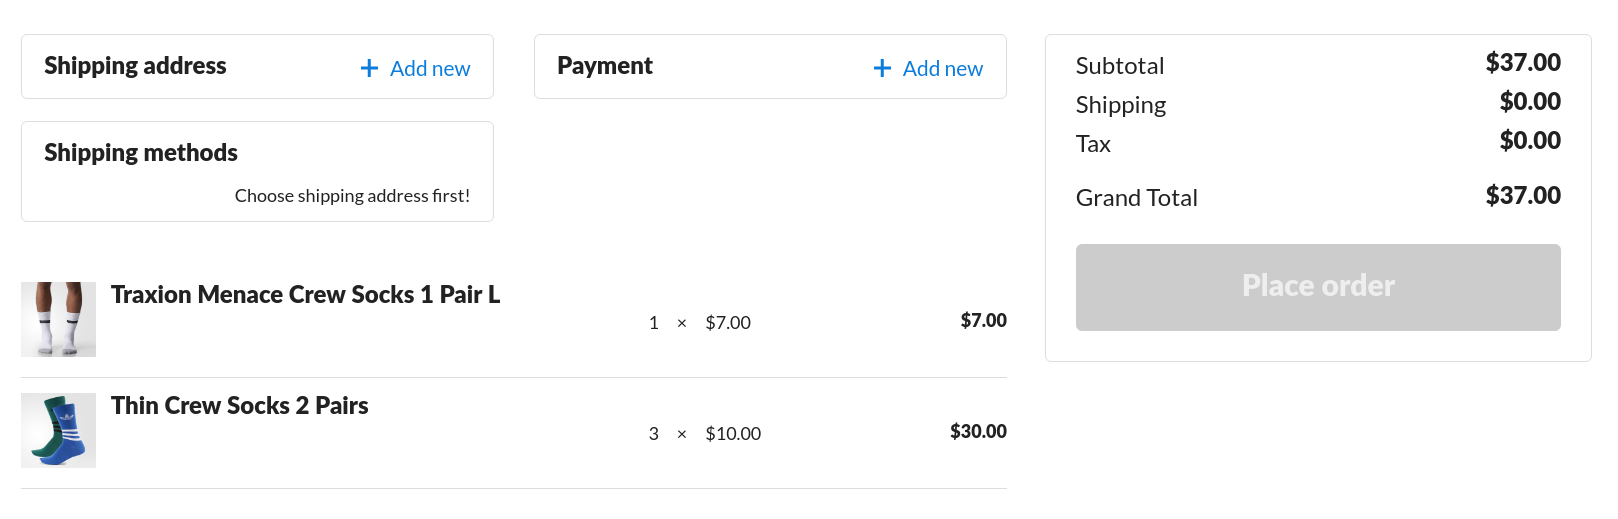 Shipping address
+ Add new
Payment
+ Add new
Shipping methods
Choose shipping address first!
Traxion Menace Crew Socks 1 Pair L
1 × $7.00
$7.00
Thin Crew Socks 2 Pairs
3 × $10.00
$30.00
Subtotal $37.00
Shipping $0.00
Tax $0.00
Grand Total $37.00
Place order